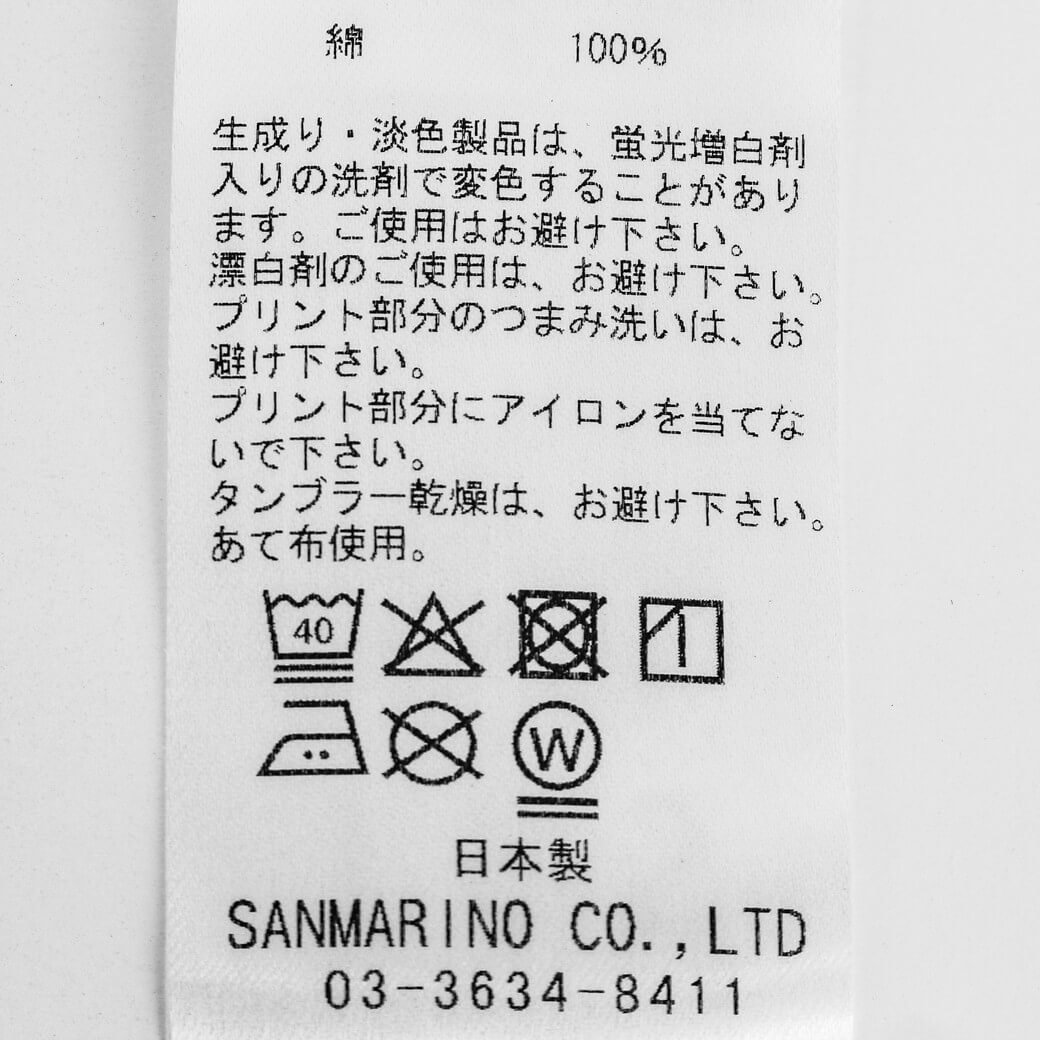 綿 100%
生成り・淡色製品は、蛍光増白剤
入りの洗剤で変色することがあり
ます。ご使用はお避け下さい。
漂白剤のご使用は、お避け下さい。
プリント部分のつまみ洗いは、お
避け下さい。
プリント部分にアイロンを当てな
いで下さい。
タンブラー乾燥は、お避け下さい。
あて布使用。
40
W
日本製
SANMARINO CO.,LTD
03-3634-8411